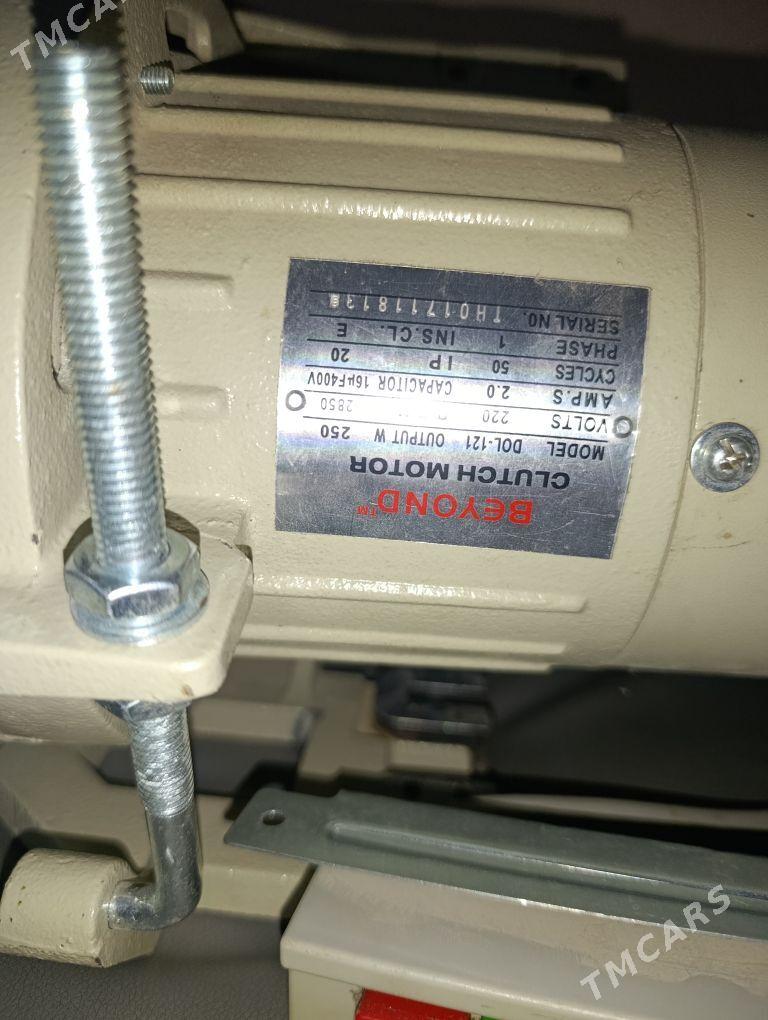 TMCARS
BEYOND™
CLUTCH MOTOR
MODEL DOL-121 OUTPUT W 250
VOLTS 220 2850
AMP.S 2.0 CAPACITOR 16μF400V
CYCLES 50 IP 20
PHASE 1 INS.CL. E
SERIAL NO. TH01711813
TMCARS